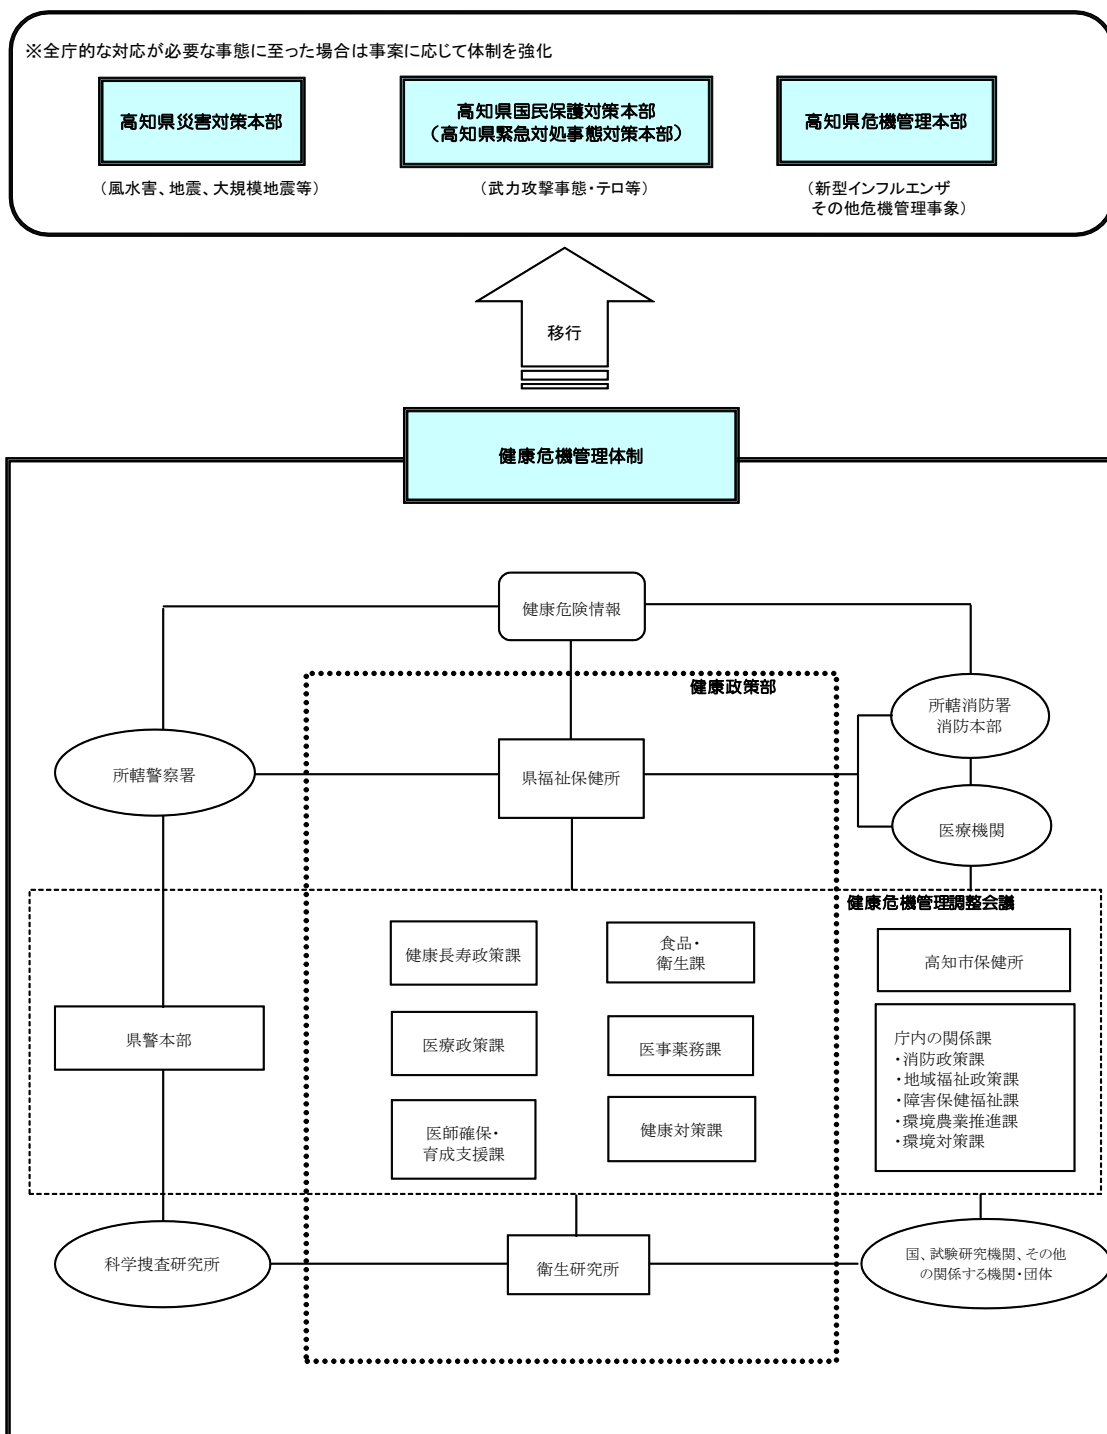 ※全庁的な対応が必要な事態に至った場合は事案に応じて体制を強化
高知県災害対策本部
高知県国民保護対策本部
（高知県緊急対処事態対策本部）
高知県危機管理本部
（風水害、地震、大規模地震等）
（武力攻撃事態・テロ等）
（新型インフルエンザ
その他危機管理事象）
移行
健康危機管理体制
健康危険情報
健康政策部
所轄消防署
消防本部
所轄警察署
県福祉保健所
医療機関
健康危機管理調整会議
健康長寿政策課
食品・
衛生課
高知市保健所
県警本部
医療政策課
医事薬務課
庁内の関係課
・消防政策課
・地域福祉政策課
・障害保健福祉課
・環境農業推進課
・環境対策課
医師確保・
育成支援課
健康対策課
科学捜査研究所
衛生研究所
国、試験研究機関、その他
の関係する機関・団体